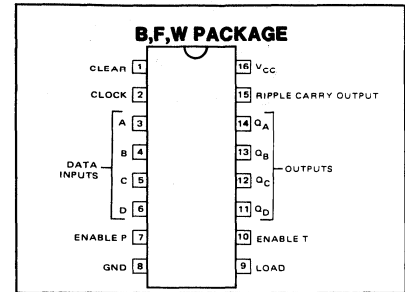 B,F,W PACKAGE
CLEAR 1 16 VCC
CLOCK 2 15 RIPPLE CARRY OUTPUT
A 3 14 QA
B 4 13 QB
DATA INPUTS
OUTPUTS
C 5 12 QC
D 6 11 QD
ENABLE P 7 10 ENABLE T
GND 8 9 LOAD